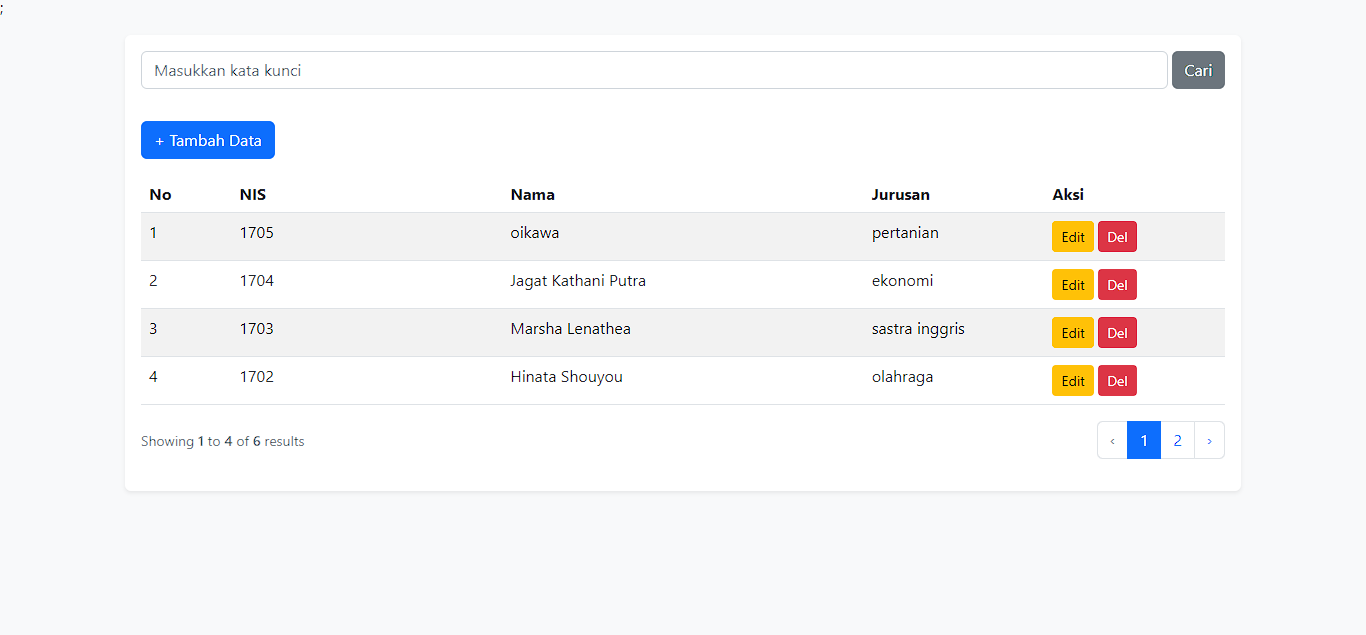 ;
Masukkan kata kunci Cari
+ Tambah Data
No NIS Nama Jurusan Aksi
1 1705 oikawa pertanian Edit Del
2 1704 Jagat Kathani Putra ekonomi Edit Del
3 1703 Marsha Lenathea sastra inggris Edit Del
4 1702 Hinata Shouyou olahraga Edit Del
Showing 1 to 4 of 6 results ‹ 1 2 ›